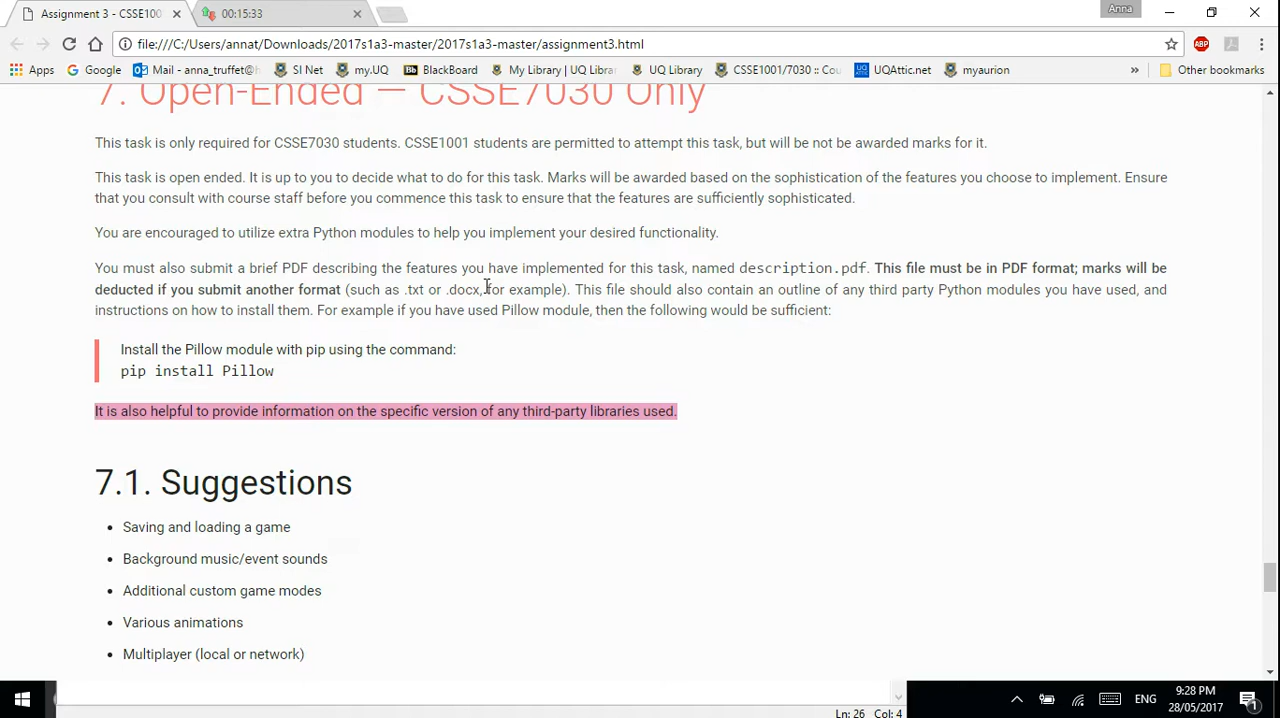 Assignment 3 - CSSE100
00:15:33
Anna
file:///C:/Users/annat/Downloads/2017s1a3-master/2017s1a3-master/assignment3.html
ABP
Apps Google Mail - anna_truffet@h SI Net my.UQ Bb BlackBoard My Library | UQ Librar UQ Library CSSE1001/7030 :: Cou UQAttic.net myaurion » Other bookmarks
7. Open-Ended — CSSE7030 Only
This task is only required for CSSE7030 students. CSSE1001 students are permitted to attempt this task, but will be not be awarded marks for it.
This task is open ended. It is up to you to decide what to do for this task. Marks will be awarded based on the sophistication of the features you choose to implement. Ensure
that you consult with course staff before you commence this task to ensure that the features are sufficiently sophisticated.
You are encouraged to utilize extra Python modules to help you implement your desired functionality.
You must also submit a brief PDF describing the features you have implemented for this task, named description.pdf. This file must be in PDF format; marks will be
deducted if you submit another format (such as .txt or .docx, for example). This file should also contain an outline of any third party Python modules you have used, and
instructions on how to install them. For example if you have used Pillow module, then the following would be sufficient:
Install the Pillow module with pip using the command:
pip install Pillow
It is also helpful to provide information on the specific version of any third-party libraries used.
7.1. Suggestions
• Saving and loading a game
• Background music/event sounds
• Additional custom game modes
• Various animations
• Multiplayer (local or network)
ENG
9:28 PM
28/05/2017
1
Ln: 26 Col: 4